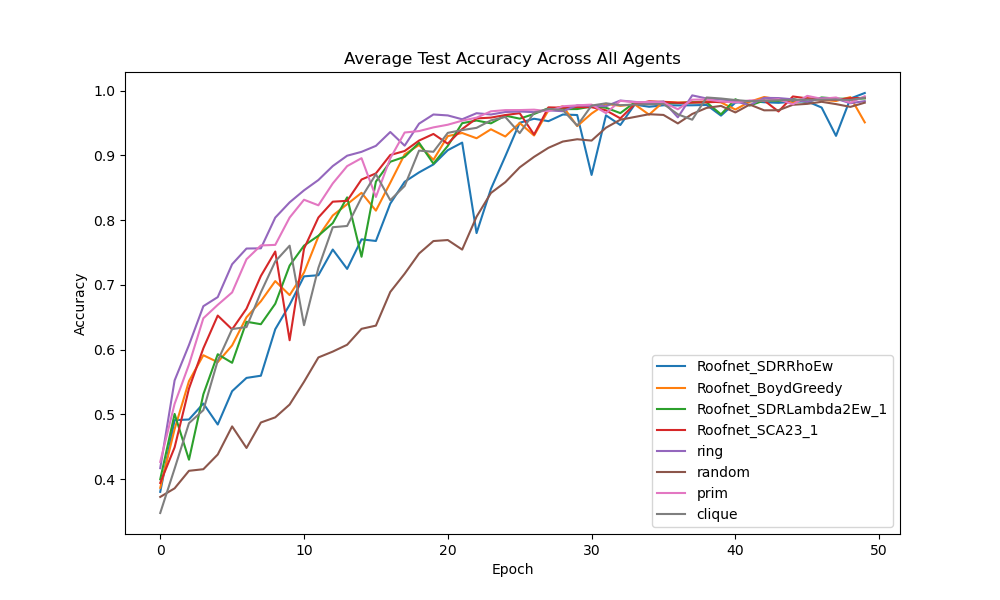 Average Test Accuracy Across All Agents
Accuracy
1.0
0.9
0.8
0.7
0.6
0.5
0.4
Roofnet_SDRRhoEw
Roofnet_BoydGreedy
Roofnet_SDRLambda2Ew_1
Roofnet_SCA23_1
ring
random
prim
clique
0 10 20 30 40 50
Epoch